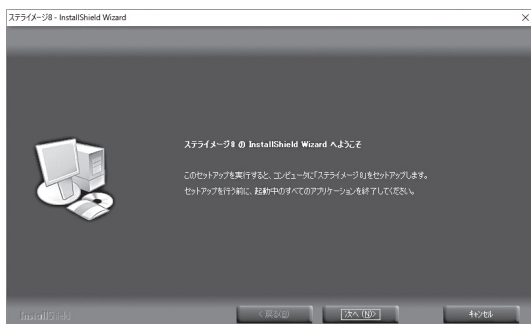 ステライメージ8 - InstallShield Wizard
ステライメージ8 の InstallShield Wizard へようこそ
このセットアップを実行すると、コンピュータに「ステライメージ8」をセットアップします。
セットアップを行う前に、起動中のすべてのアプリケーションを終了してください。
InstallShield
< 戻る(B)
次へ (N)>
キャンセル